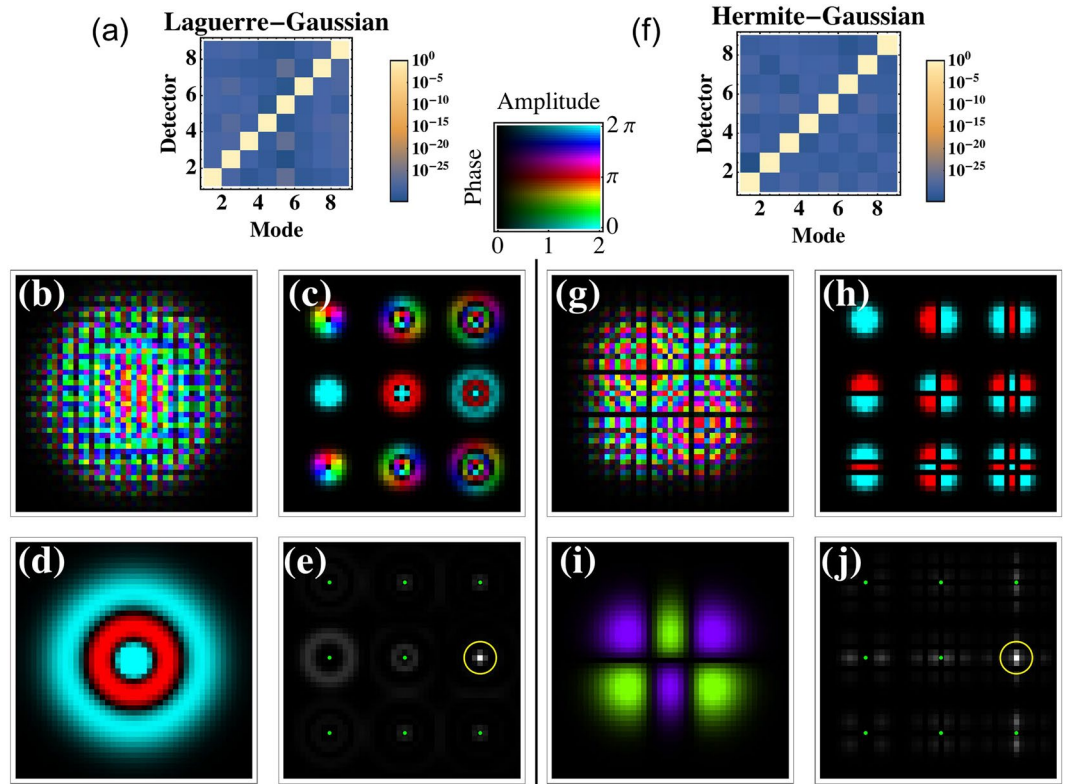 (a) Laguerre−Gaussian
8
6
4
2
Detector
2 4 6 8
Mode
10^0
10^-5
10^-10
10^-15
10^-20
10^-25
Amplitude
Phase
2 π
π
0
0 1 2
(f) Hermite−Gaussian
8
6
4
2
Detector
2 4 6 8
Mode
10^0
10^-5
10^-10
10^-15
10^-20
10^-25
(b) (c) (g) (h)
(d) (e) (i) (j)